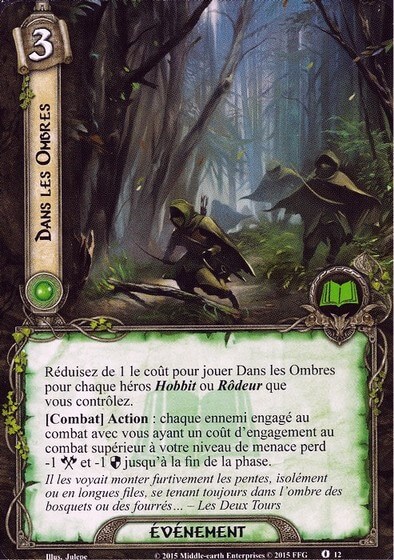 3
DANS LES OMBRES
Réduisez de 1 le coût pour jouer Dans les Ombres
pour chaque héros Hobbit ou Rôdeur que
vous contrôlez.
[Combat] Action : chaque ennemi engagé au
combat avec vous ayant un coût d'engagement au
combat supérieur à votre niveau de menace perd
-1 et -1 jusqu'à la fin de la phase.
Il les voyait monter furtivement les pentes, isolément
ou en longues files, se tenant toujours dans l'ombre des
bosquets ou des fourrés… – Les Deux Tours
ÉVÉNEMENT
Illus. Julepe
© 2015 Middle-earth Enterprises © 2015 FFG
12